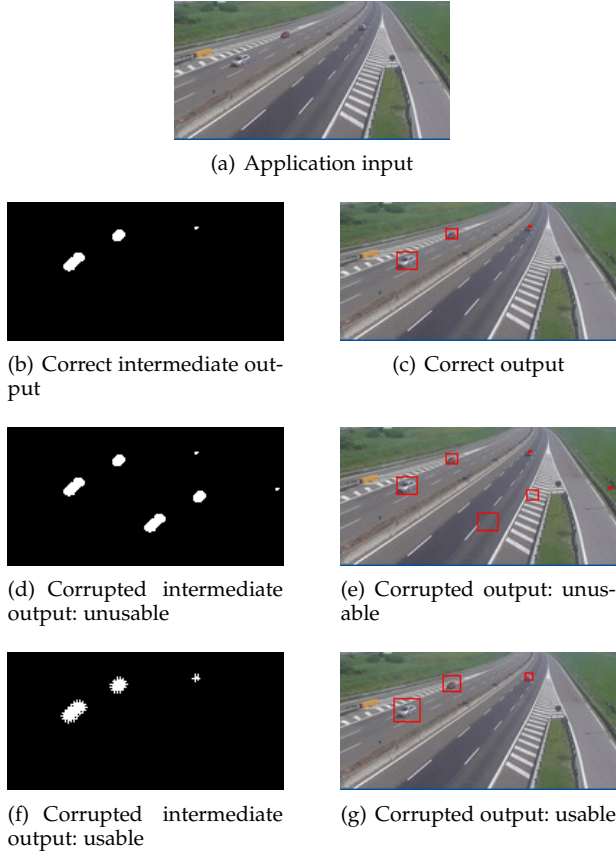 (a) Application input
(b) Correct intermediate out-
put
(c) Correct output
(d) Corrupted intermediate
output: unusable
(e) Corrupted output: unus-
able
(f) Corrupted intermediate
output: usable
(g) Corrupted output: usable